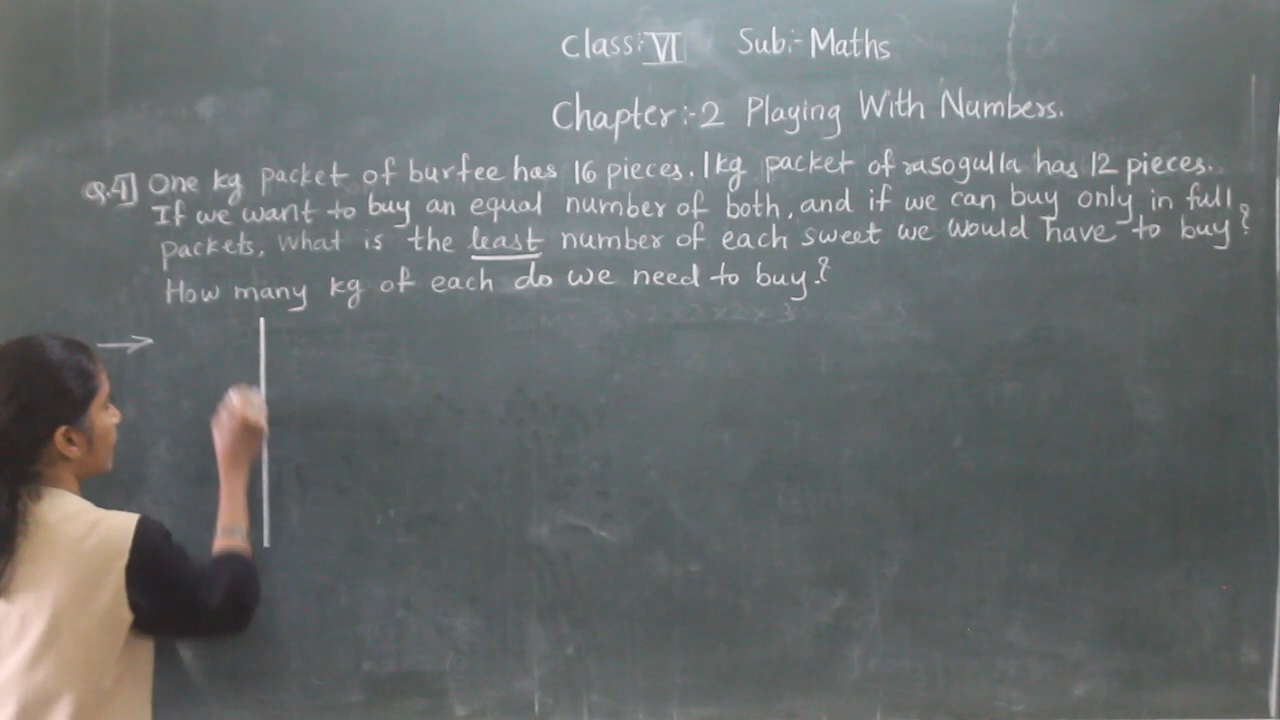 Class:- VI Sub:- Maths
Chapter:-2 Playing With Numbers.
Q.4] One kg packet of burfee has 16 pieces. 1kg packet of rasogulla has 12 pieces.
If we want to buy an equal number of both, and if we can buy only in full
packets, What is the least number of each sweet we would have to buy?
How many kg of each do we need to buy?